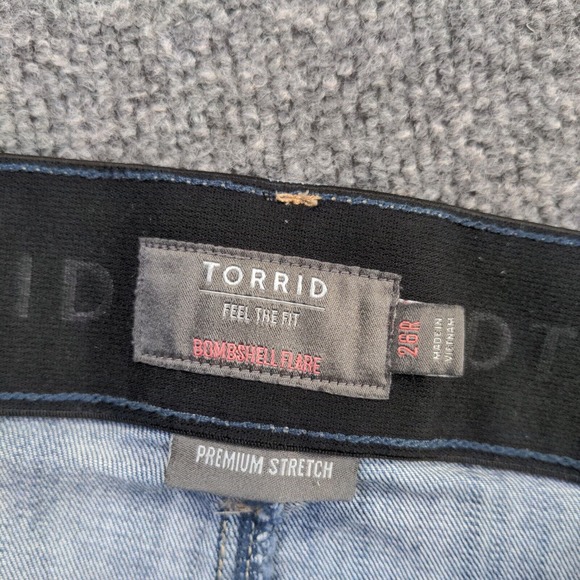 TORRID
FEEL THE FIT
BOMBSHELL FLARE
26R
MADE IN
VIETNAM
PREMIUM STRETCH